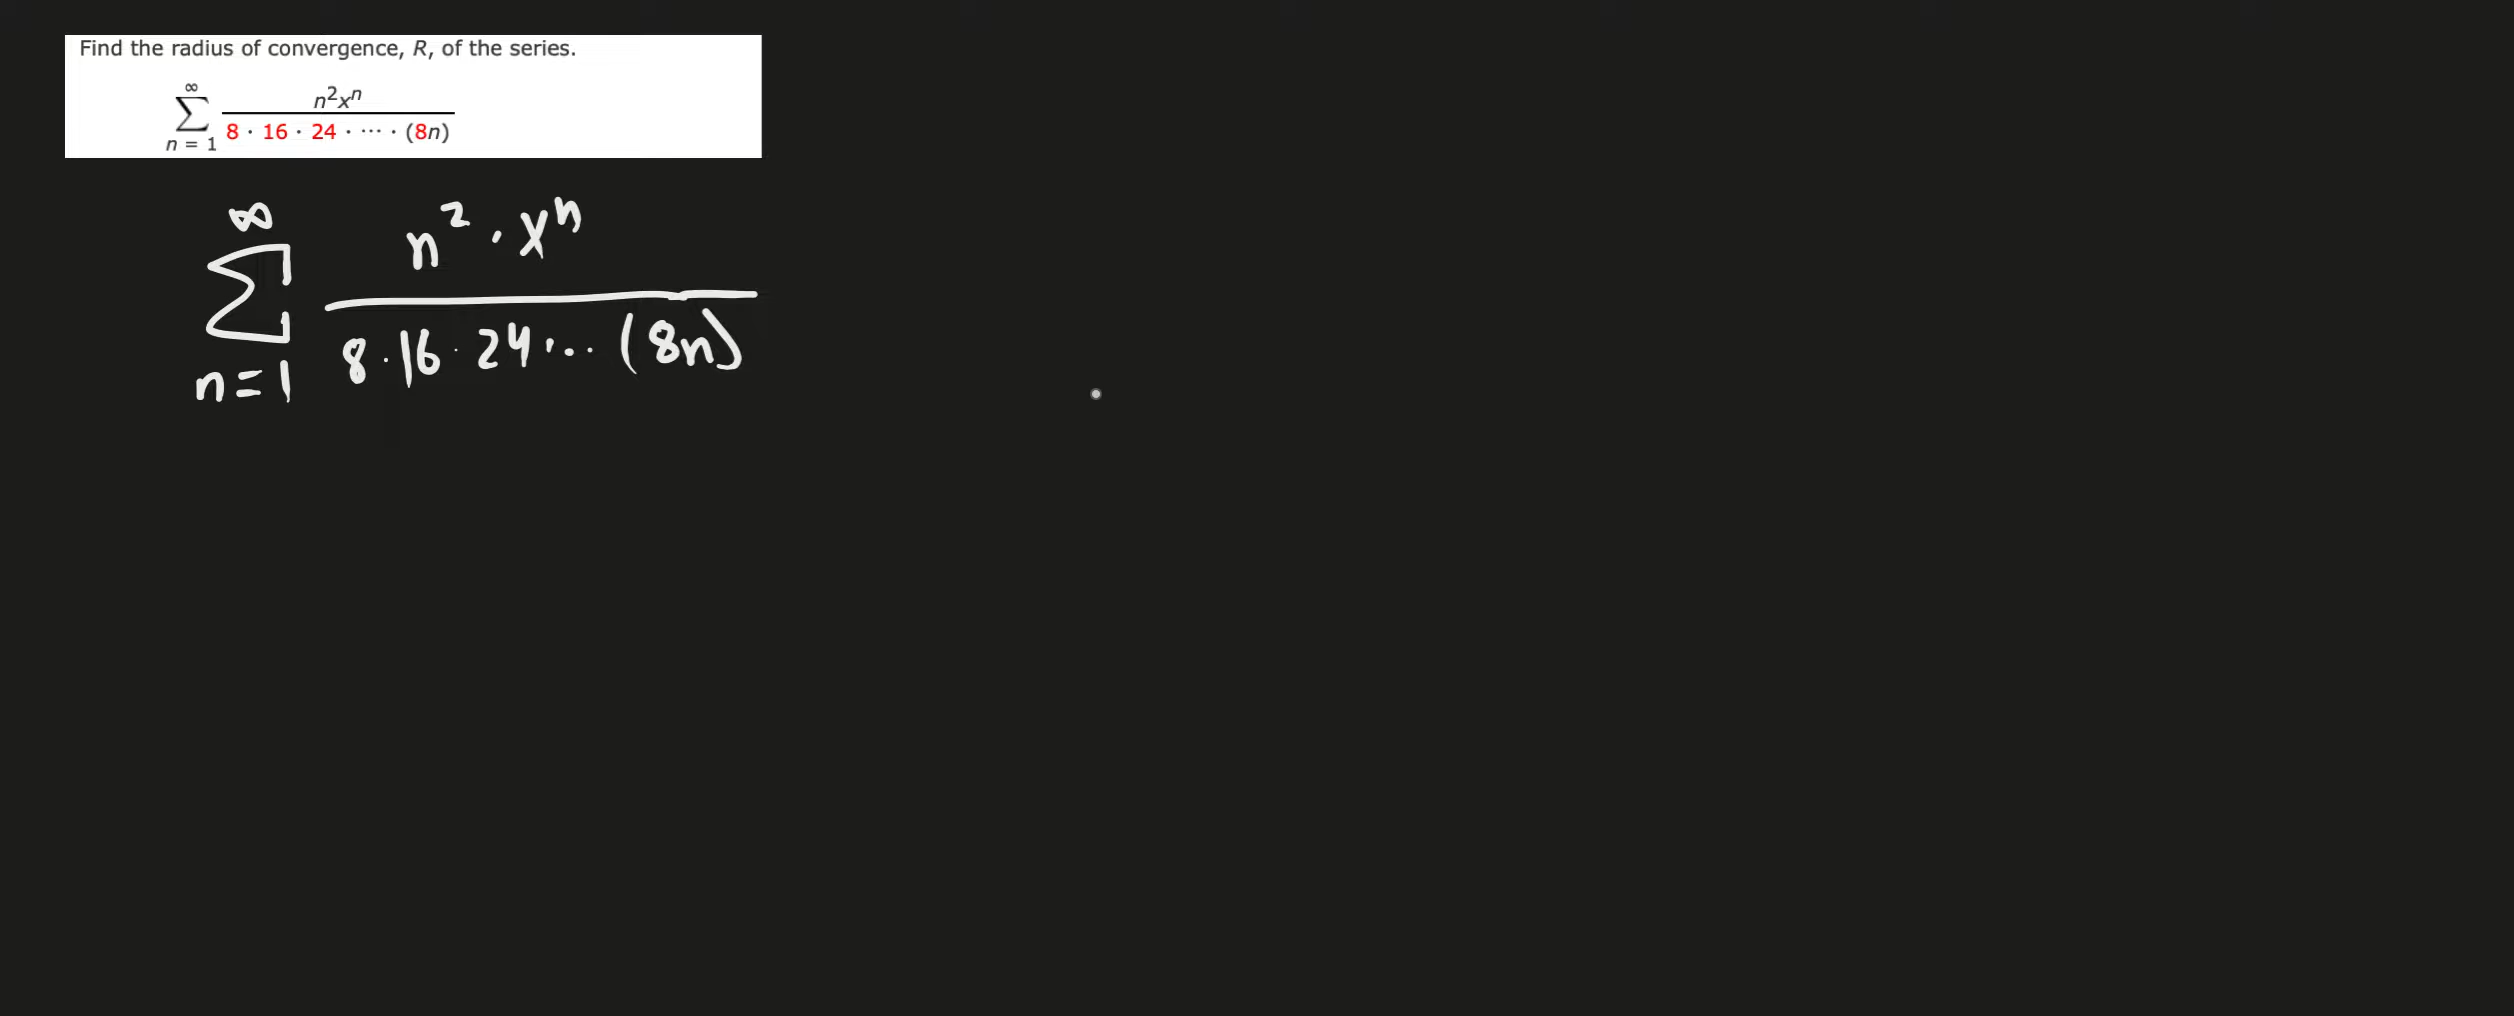 Find the radius of convergence, R, of the series.
∞
Σ
n = 1
n²xⁿ
8 · 16 · 24 · ⋯ · (8n)
∞
Σ
n=1
n² · xⁿ
8 · 16 · 24 ... (8n)